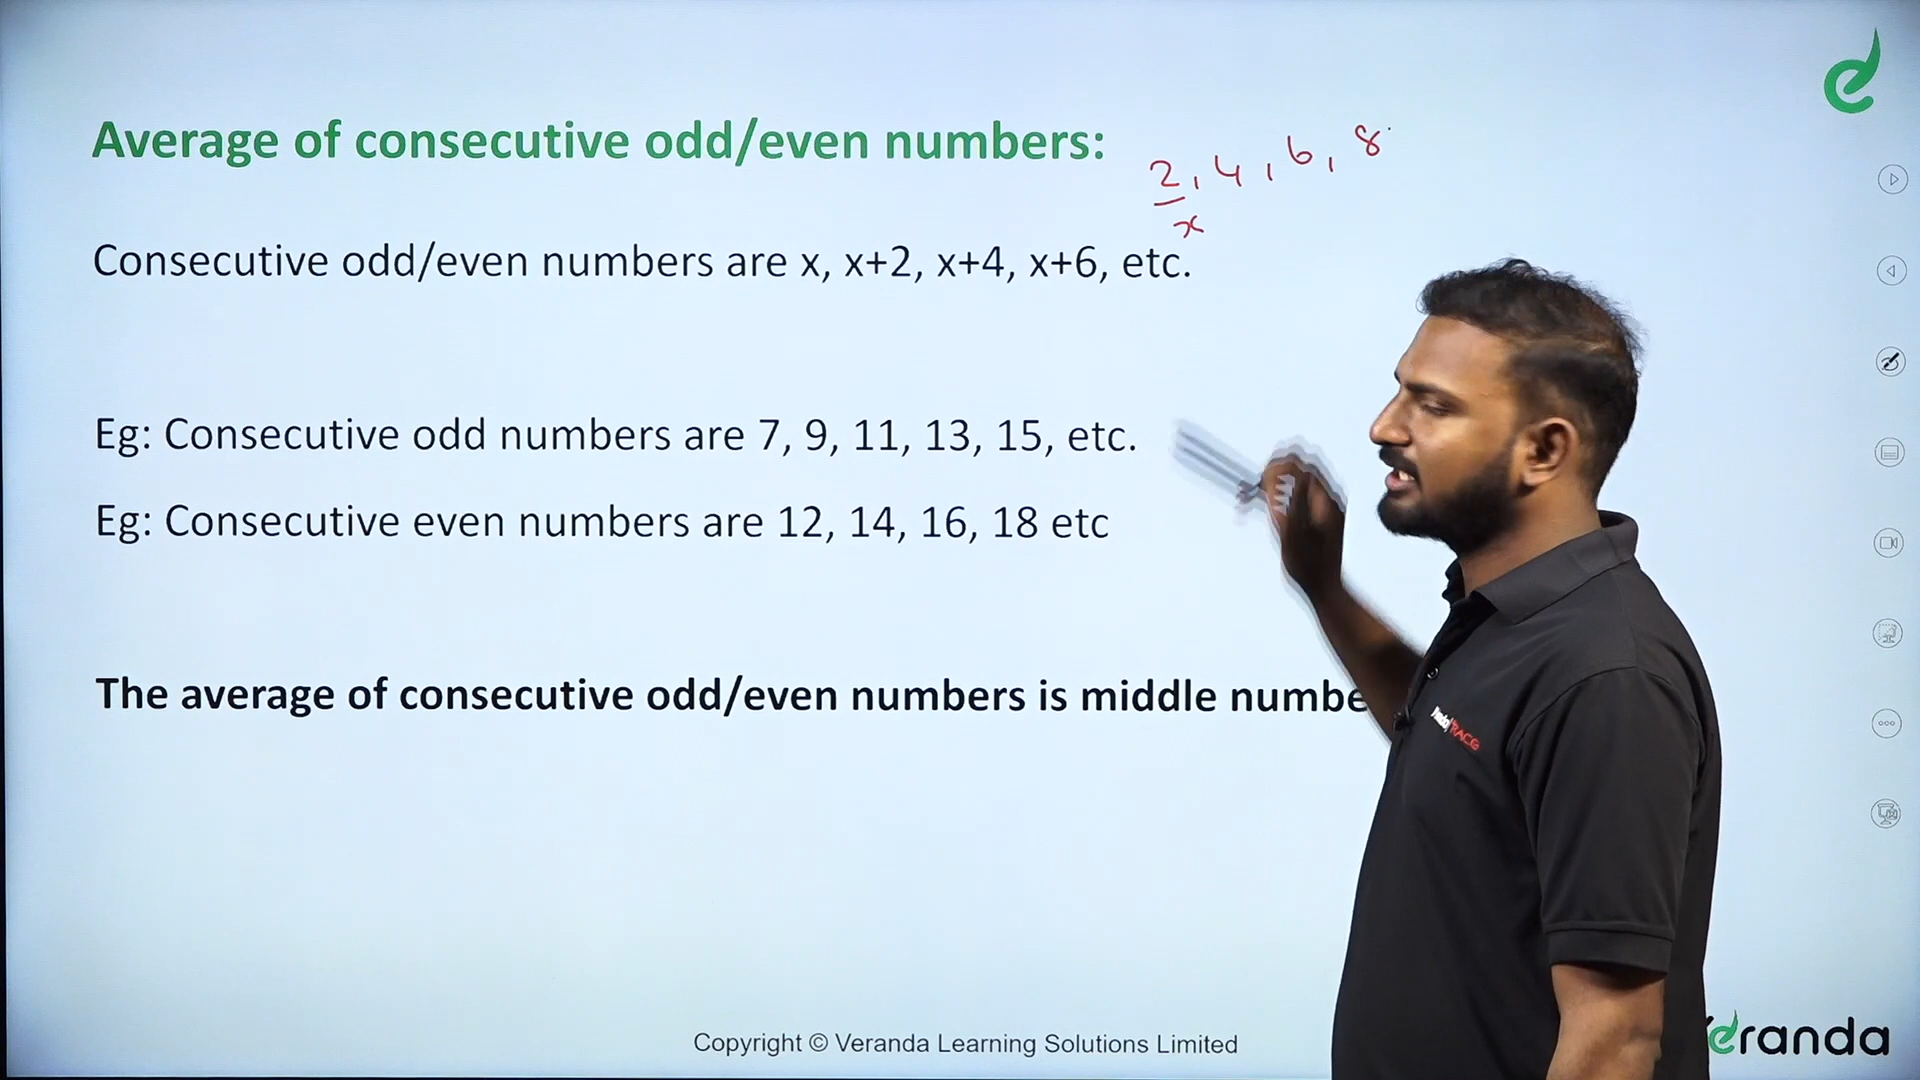 Average of consecutive odd/even numbers:
2, 4, 6, 8
x
Consecutive odd/even numbers are x, x+2, x+4, x+6, etc.
Eg: Consecutive odd numbers are 7, 9, 11, 13, 15, etc.
Eg: Consecutive even numbers are 12, 14, 16, 18 etc
The average of consecutive odd/even numbers is middle numbe
RACE
Copyright © Veranda Learning Solutions Limited
eranda